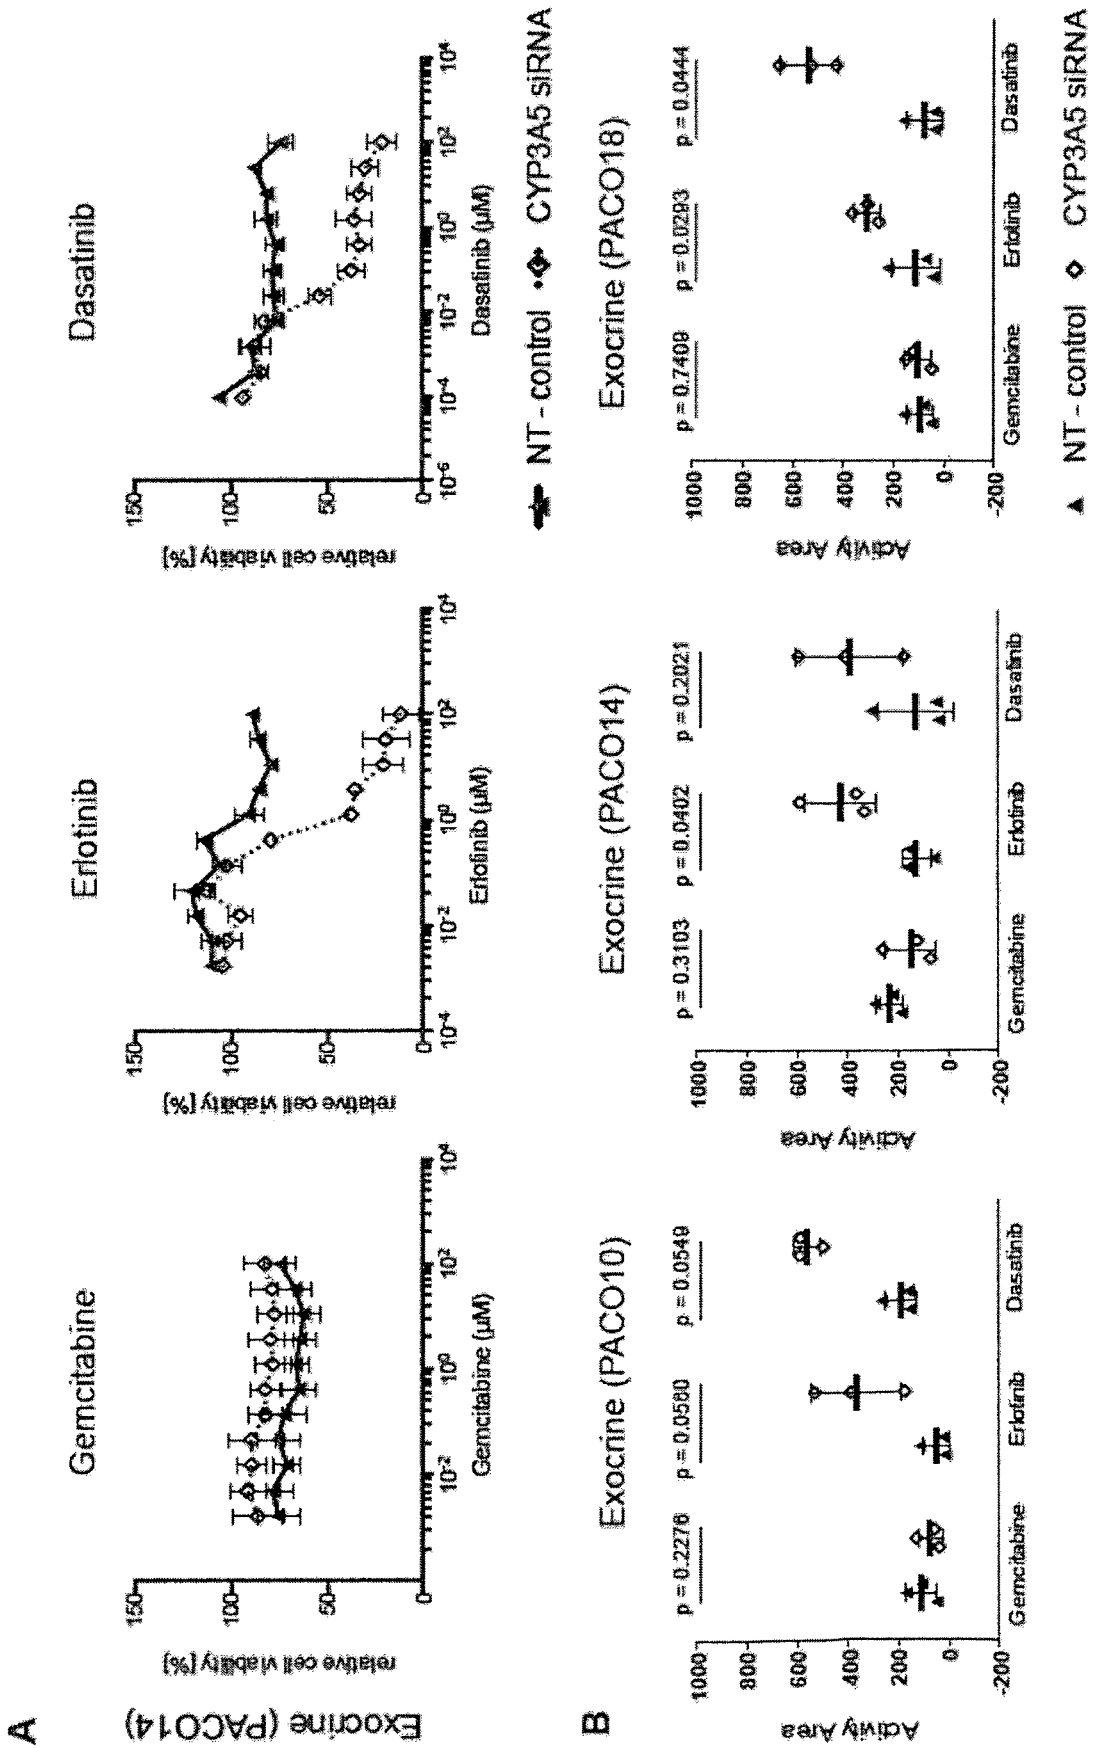 A
Gemcitabine
Erlotinib
Dasatinib
Exocrine (PACO14)
relative cell viability [%]
150
100
50
0
10-2
100
102
104
Gemcitabine (µM)
relative cell viability [%]
150
100
50
0
10-4
10-2
100
102
104
Erlotinib (µM)
relative cell viability [%]
150
100
50
0
10-6
10-4
10-2
100
102
104
Dasatinib (µM)
NT - control
CYP3A5 siRNA
B
Exocrine (PACO10)
p = 0.2276
p = 0.0560
p = 0.0549
Activity Area
1000
800
600
400
200
0
-200
Gemcitabine
Erlotinib
Dasatinib
Exocrine (PACO14)
p = 0.3103
p = 0.0402
p = 0.2021
Activity Area
1000
800
600
400
200
0
-200
Gemcitabine
Erlotinib
Dasatinib
Exocrine (PACO18)
p = 0.7409
p = 0.0293
p = 0.0444
Activity Area
1000
800
600
400
200
0
-200
Gemcitabine
Erlotinib
Dasatinib
NT - control
CYP3A5 siRNA